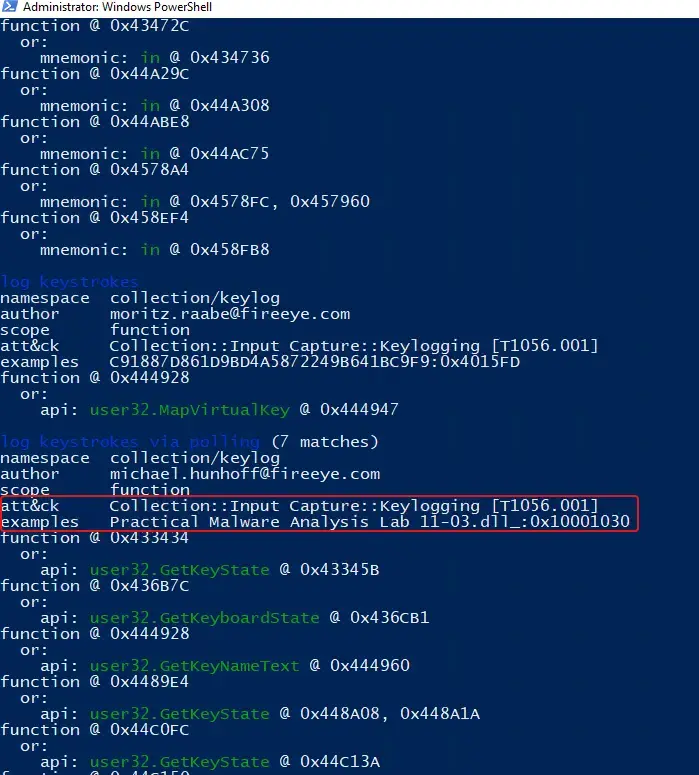 Administrator: Windows PowerShell
function @ 0x43472C
or:
mnemonic: in @ 0x434736
function @ 0x44A29C
or:
mnemonic: in @ 0x44A308
function @ 0x44ABE8
or:
mnemonic: in @ 0x44AC75
function @ 0x4578A4
or:
mnemonic: in @ 0x4578FC, 0x457960
function @ 0x458EF4
or:
mnemonic: in @ 0x458FB8
log keystrokes
namespace collection/keylog
author moritz.raabe@fireeye.com
scope function
att&ck Collection::Input Capture::Keylogging [T1056.001]
examples C91887D861D9BD4A5872249B641BC9F9:0x4015FD
function @ 0x444928
or:
api: user32.MapVirtualKey @ 0x444947
log keystrokes via polling (7 matches)
namespace collection/keylog
author michael.hunhoff@fireeye.com
scope function
att&ck Collection::Input Capture::Keylogging [T1056.001]
examples Practical Malware Analysis Lab 11-03.dll_:0x10001030
function @ 0x433434
or:
api: user32.GetKeyState @ 0x43345B
function @ 0x436B7C
or:
api: user32.GetKeyboardState @ 0x436CB1
function @ 0x444928
or:
api: user32.GetKeyNameText @ 0x444960
function @ 0x4489E4
or:
api: user32.GetKeyState @ 0x448A08, 0x448A1A
function @ 0x44C0FC
or:
api: user32.GetKeyState @ 0x44C13A